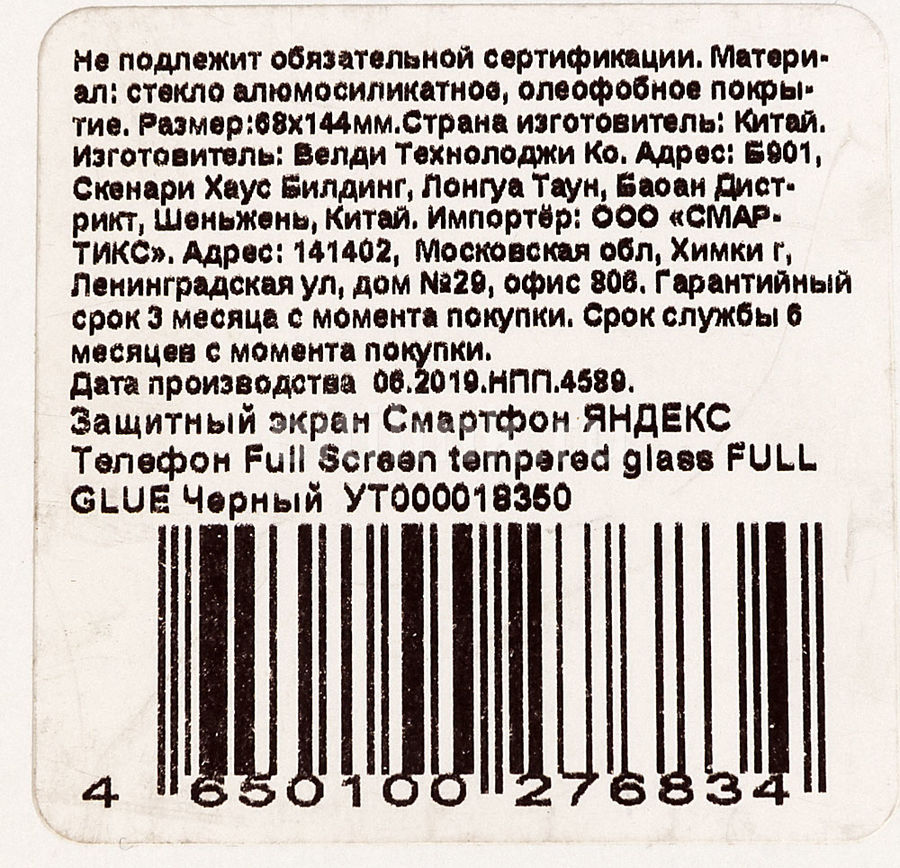 Не подлежит обязательной сертификации. Матери-
ал: стекло алюмосиликатное, олеофобное покры-
тие. Размер:68х144мм.Страна изготовитель: Китай.
Изготовитель: Велди Технолоджи Ко. Адрес: Б901,
Скенари Хаус Билдинг, Лонгуа Таун, Баоан Дист-
рикт, Шеньжень, Китай. Импортёр: ООО «СМАР-
ТИКС». Адрес: 141402, Московская обл, Химки г,
Ленинградская ул, дом №29, офис 806. Гарантийный
срок 3 месяца с момента покупки. Срок службы 6
месяцев с момента покупки.
Дата производства 06.2019.НПП.4589.
Защитный экран Смартфон ЯНДЕКС
Телефон Full Screen tempered glass FULL
GLUE Черный УТ000018350
4 650100 276834